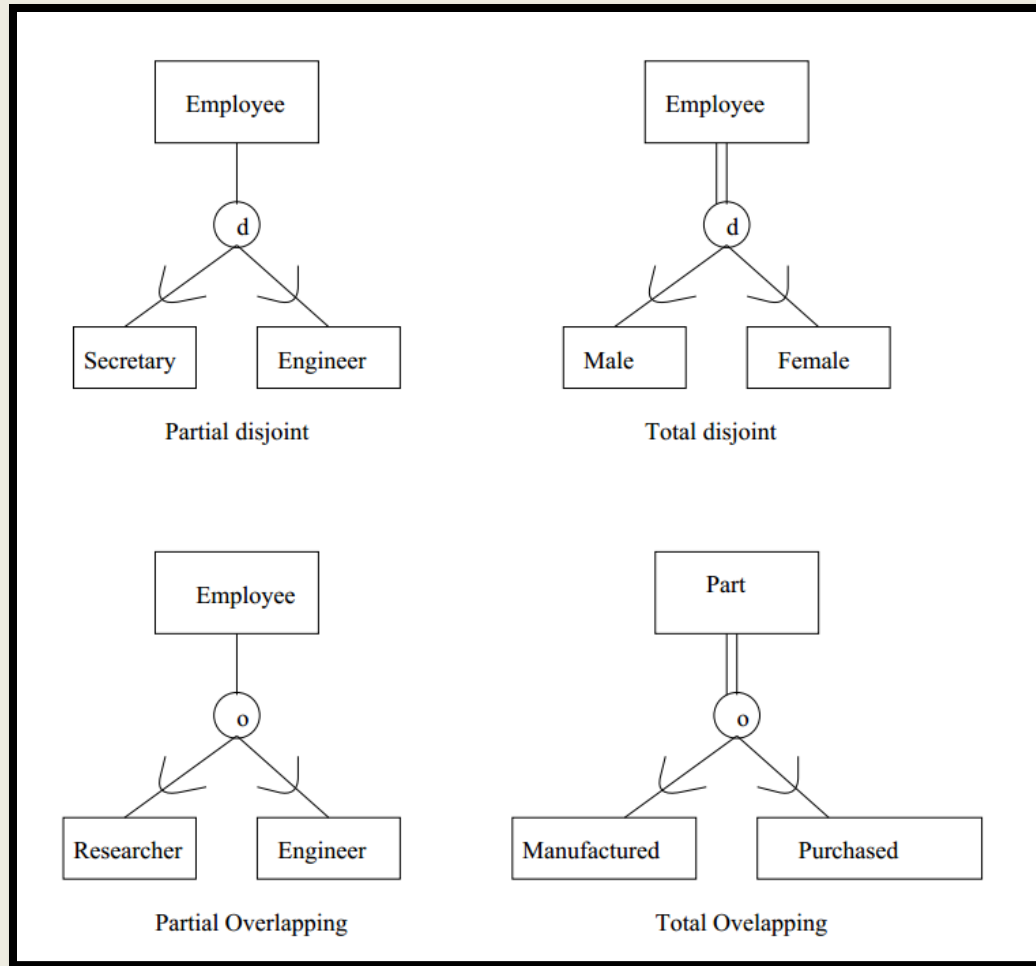 Employee
Employee
d
d
Secretary
Engineer
Male
Female
Partial disjoint
Total disjoint
Employee
Part
o
o
Researcher
Engineer
Manufactured
Purchased
Partial Overlapping
Total Ovelapping